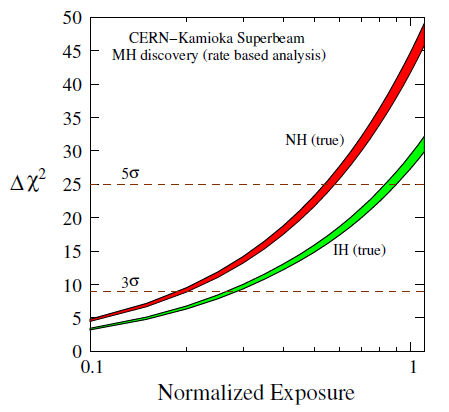 50
CERN−Kamioka Superbeam
MH discovery (rate based analysis)
45
40
35
NH (true)
30
5σ
25
Δχ²
20
15
IH (true)
3σ
10
5
0
0.1
1
Normalized Exposure